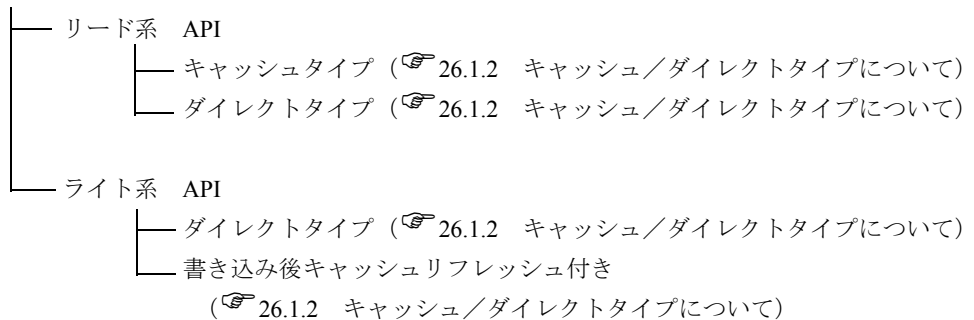 リード系　API
キャッシュタイプ（☞ 26.1.2　キャッシュ／ダイレクトタイプについて）
ダイレクトタイプ（☞ 26.1.2　キャッシュ／ダイレクトタイプについて）
ライト系　API
ダイレクトタイプ（☞ 26.1.2　キャッシュ／ダイレクトタイプについて）
書き込み後キャッシュリフレッシュ付き
（☞ 26.1.2　キャッシュ／ダイレクトタイプについて）